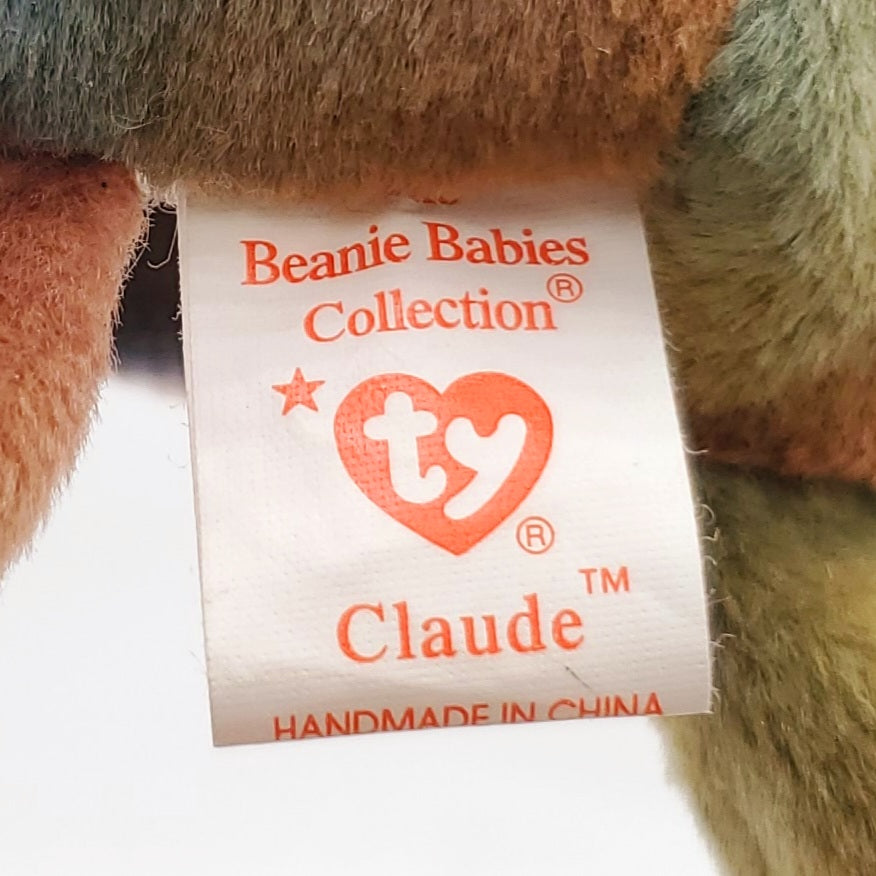 Beanie Babies
Collection®
ty®
Claude™
HANDMADE IN CHINA